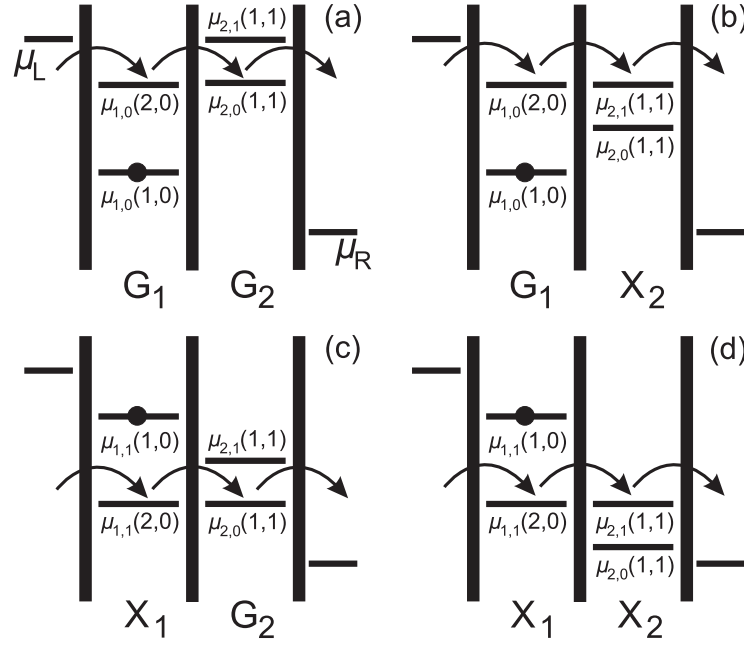 (a)
μ2,1(1,1)
μL
μ1,0(2,0)
μ2,0(1,1)
μ1,0(1,0)
μR
G1
G2
(b)
μ1,0(2,0)
μ2,1(1,1)
μ2,0(1,1)
μ1,0(1,0)
G1
X2
(c)
μ1,1(1,0)
μ2,1(1,1)
μ1,1(2,0)
μ2,0(1,1)
X1
G2
(d)
μ1,1(1,0)
μ1,1(2,0)
μ2,1(1,1)
μ2,0(1,1)
X1
X2